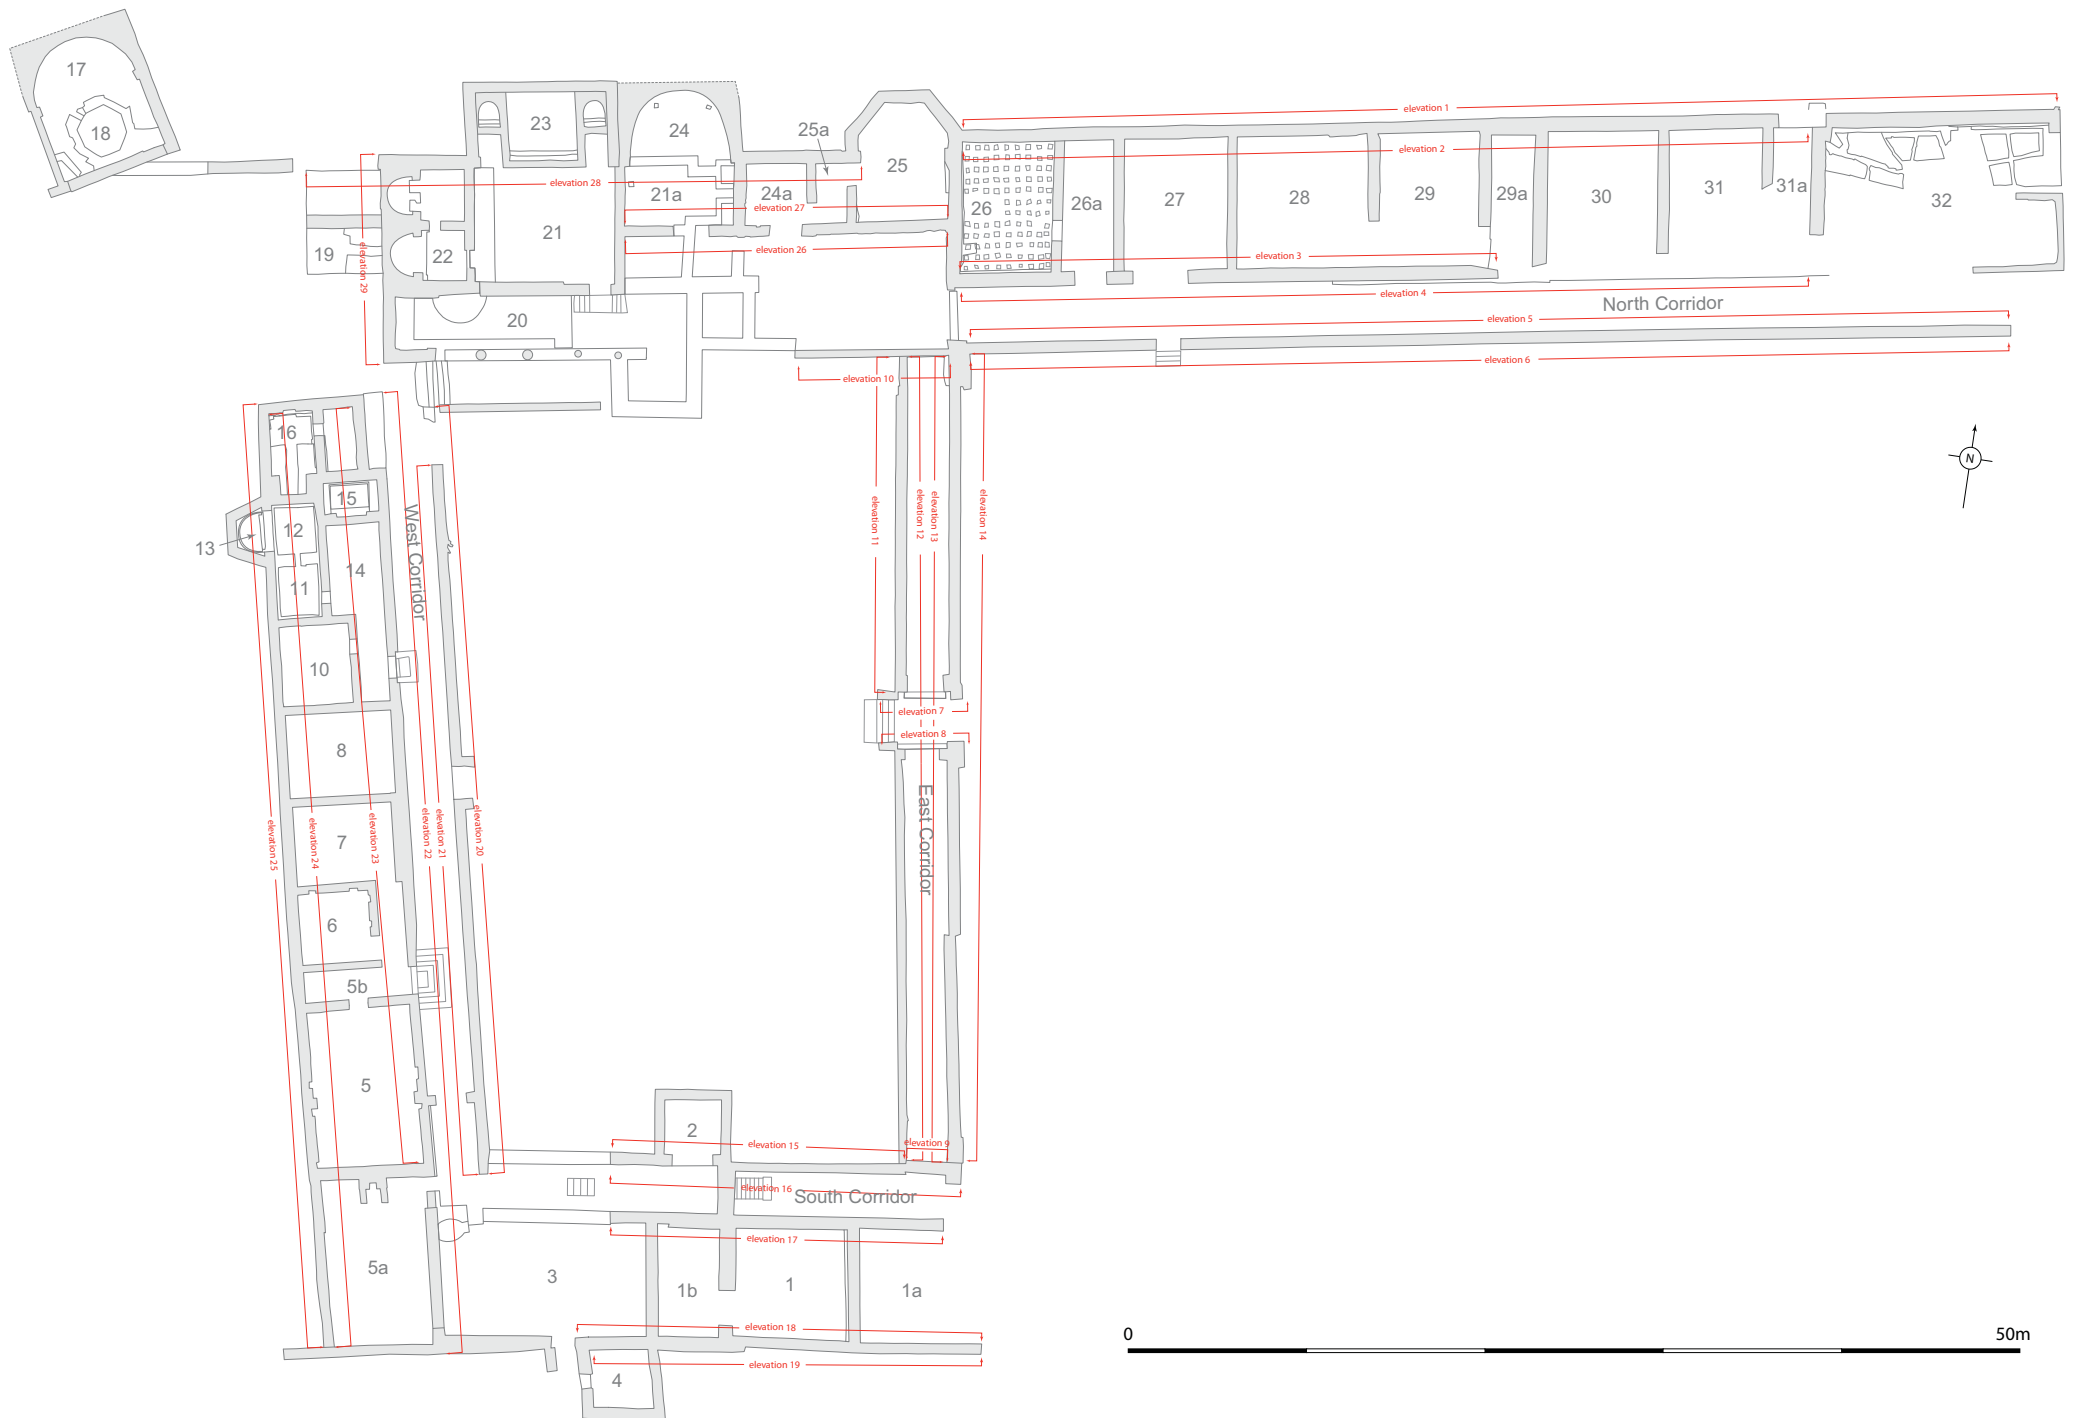 17
18
23
24
25a
25
elevation 1
elevation 2
elevation 28
21a
24a
elevation 27
elevation 26
26
26a
27
28
29
29a
30
31
31a
32
19
22
21
elevation 29
20
elevation 3
elevation 4
North Corridor
elevation 5
elevation 6
elevation 10
N
16
15
12
13
14
11
10
8
7
6
5b
5
5a
West Corridor
elevation 25
elevation 24
elevation 23
elevation 22
elevation 21
elevation 20
elevation 11
elevation 12
elevation 13
elevation 14
elevation 7
elevation 8
East Corridor
elevation 9
2
elevation 15
elevation 16
South Corridor
elevation 17
3
1b
1
1a
elevation 18
elevation 19
4
0
50m